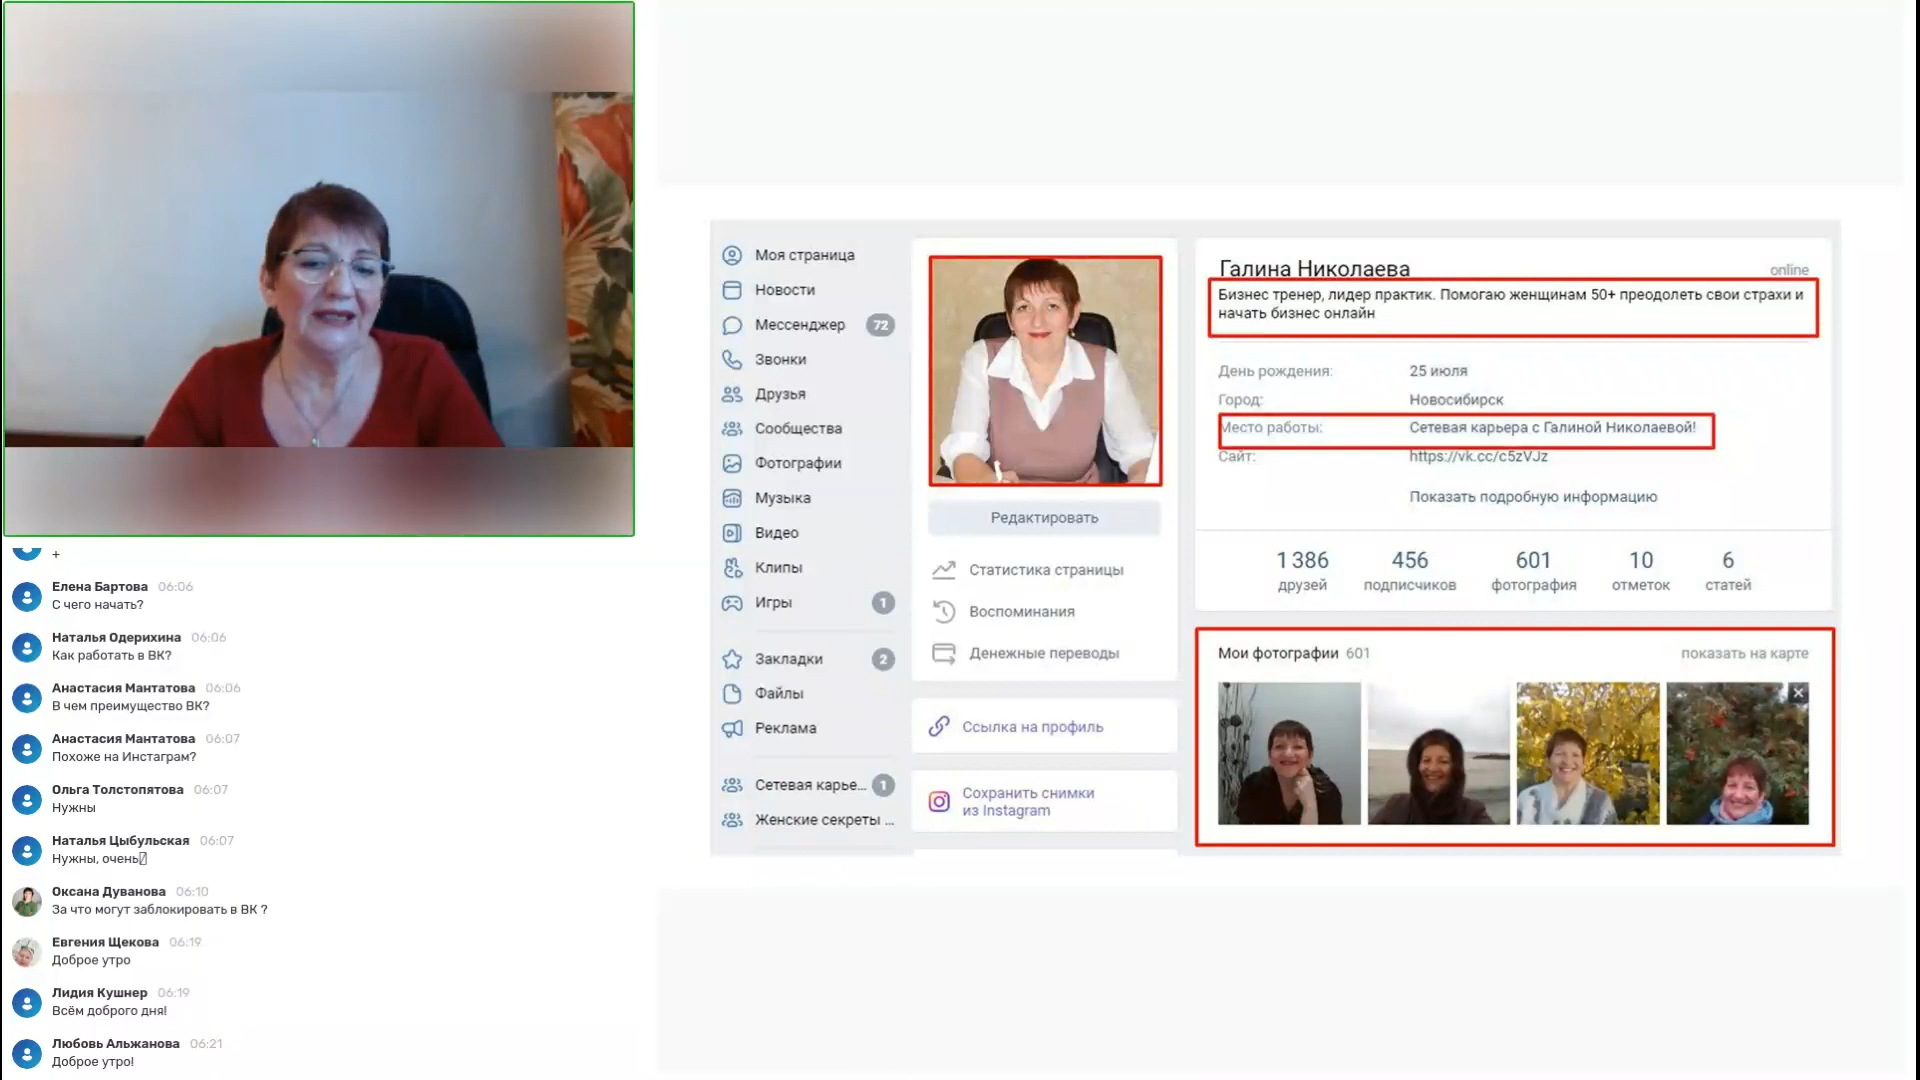 +
Елена Бартова 06:06
С чего начать?
Наталья Одерихина 06:06
Как работать в ВК?
Анастасия Мантатова 06:06
В чем преимущество ВК?
Анастасия Мантатова 06:07
Похоже на Инстаграм?
Ольга Толстопятова 06:07
Нужны
Наталья Цыбульская 06:07
Нужны, очень
Оксана Дуванова 06:10
За что могут заблокировать в ВК ?
Евгения Щекова 06:19
Доброе утро
Лидия Кушнер 06:19
Всём доброго дня!
Любовь Альжанова 06:21
Доброе утро!
Моя страница
Новости
Мессенджер 72
Звонки
Друзья
Сообщества
Фотографии
Музыка
Видео
Клипы
Игры 1
Закладки 2
Файлы
Реклама
Сетевая карье... 1
Женские секреты ...
Редактировать
Статистика страницы
Воспоминания
Денежные переводы
Ссылка на профиль
Сохранить снимки
из Instagram
Галина Николаева online
Бизнес тренер, лидер практик. Помогаю женщинам 50+ преодолеть свои страхи и
начать бизнес онлайн
День рождения: 25 июля
Город: Новосибирск
Место работы: Сетевая карьера с Галиной Николаевой!
Сайт: https://vk.cc/c5zVJz
Показать подробную информацию
1 386 456 601 10 6
друзей подписчиков фотография отметок статей
Мои фотографии 601 показать на карте